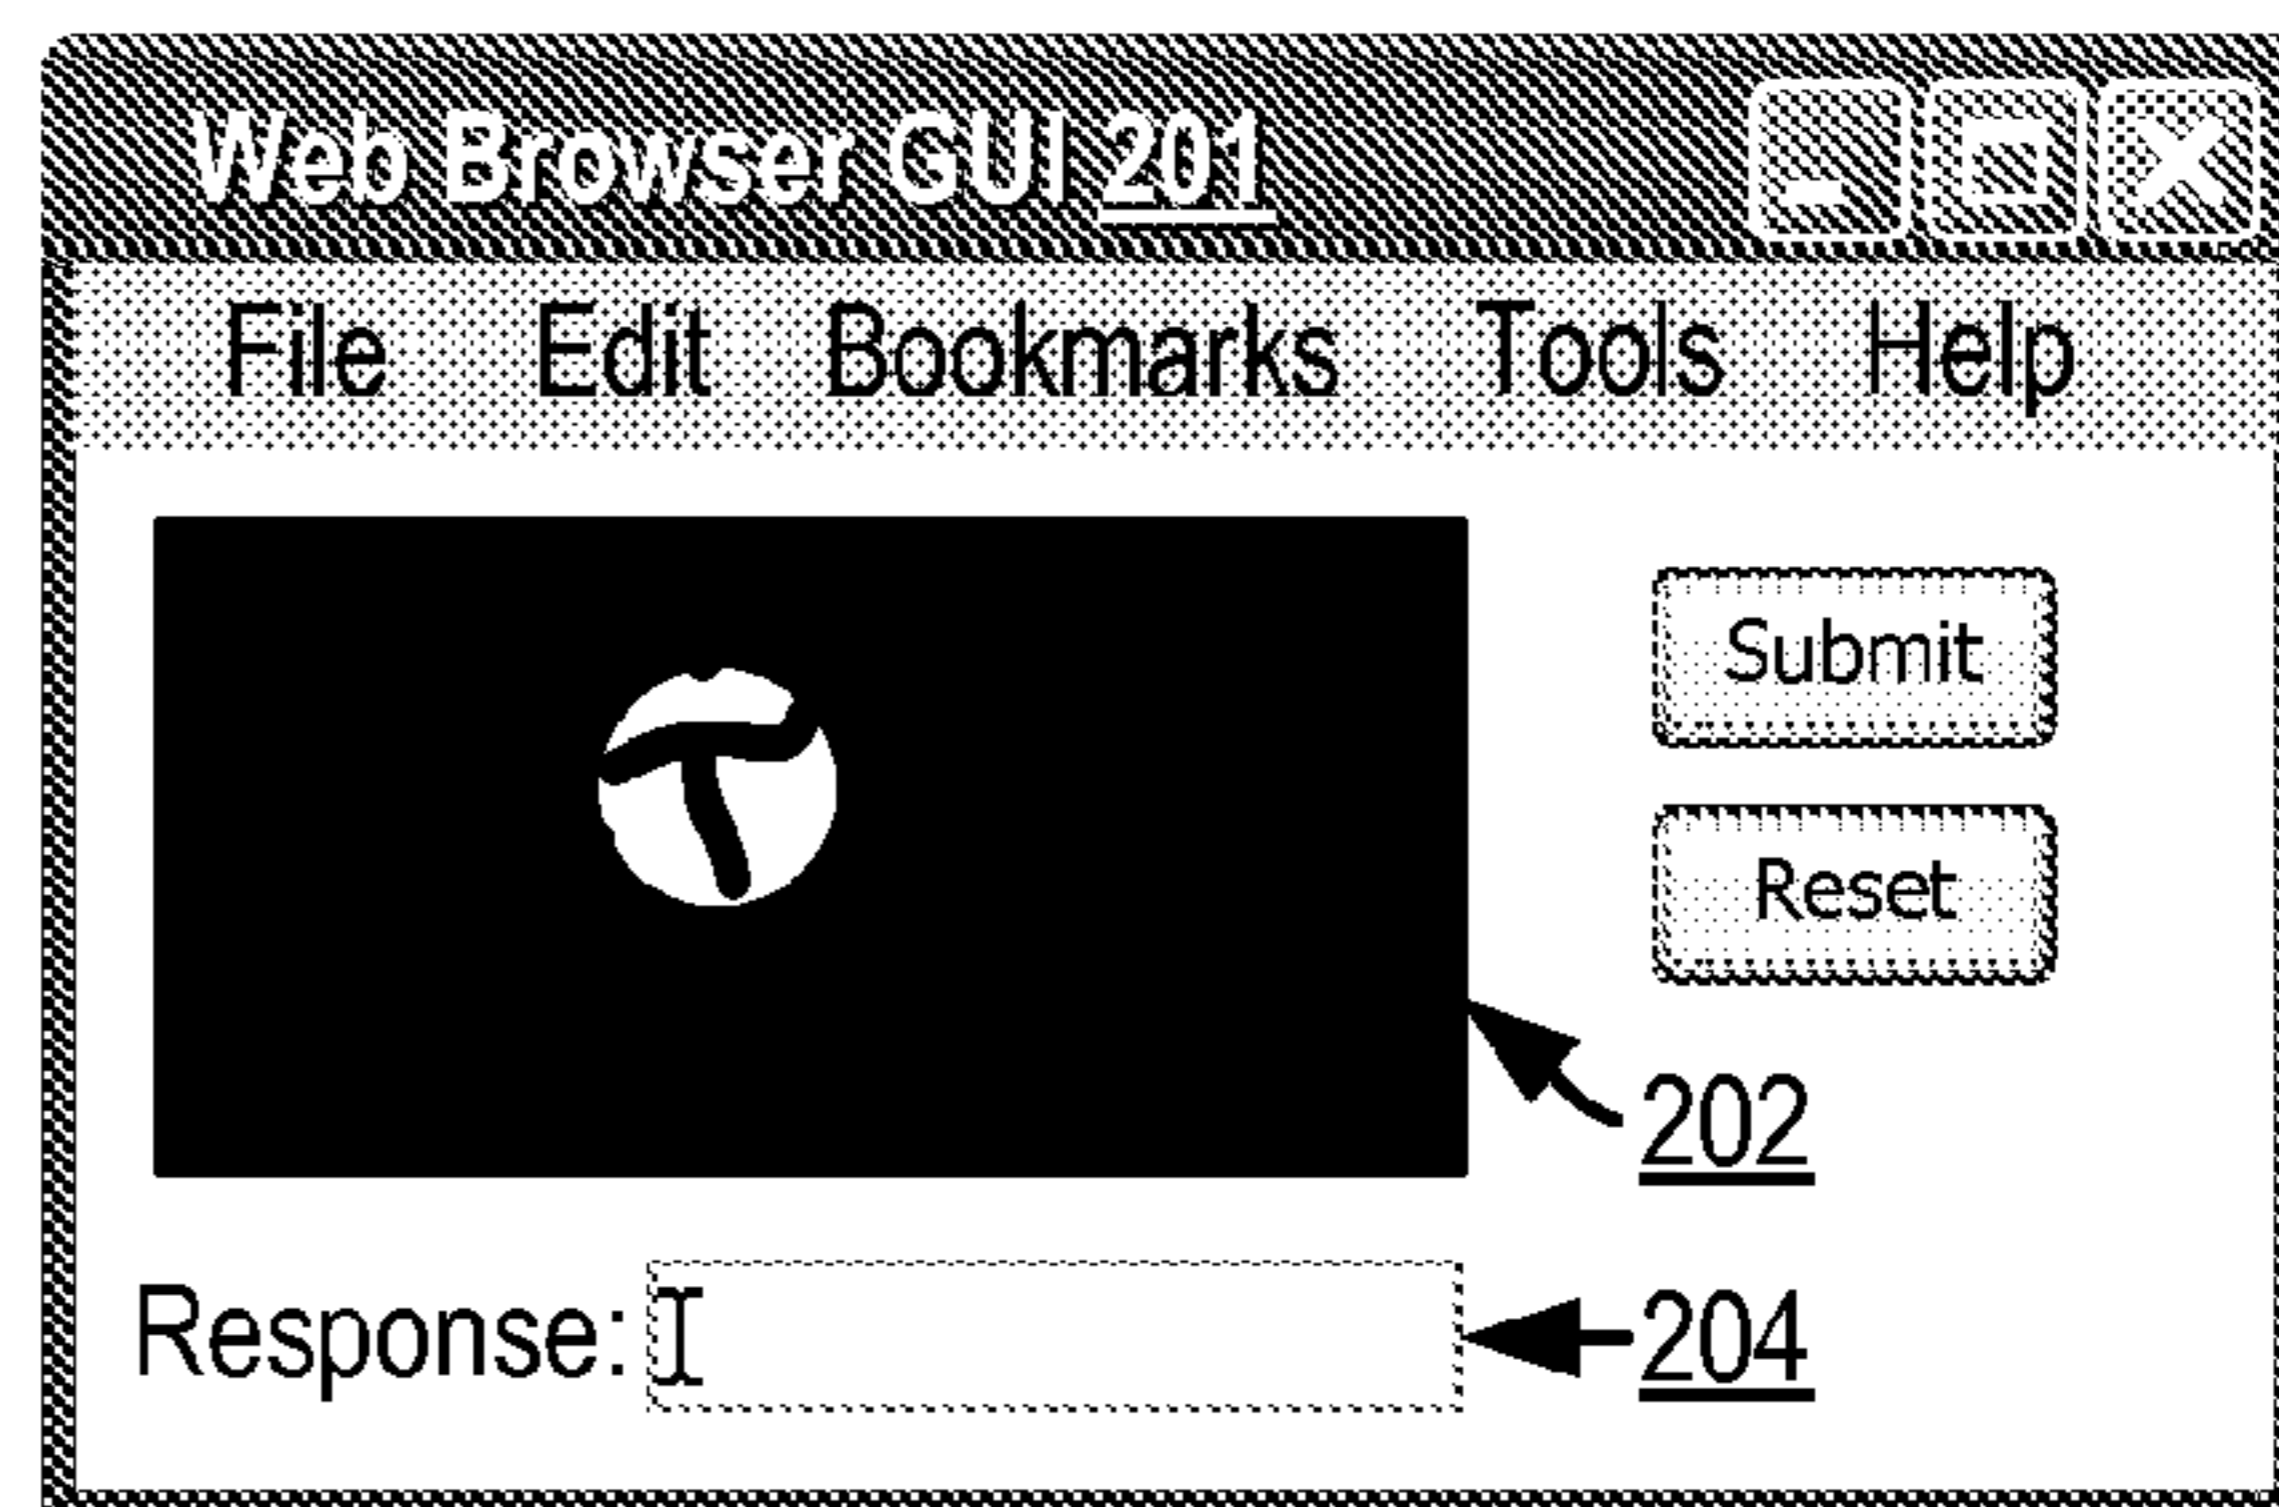 Web Browser GUI 201
File Edit Bookmarks Tools Help
T
Submit
Reset
202
Response:
204